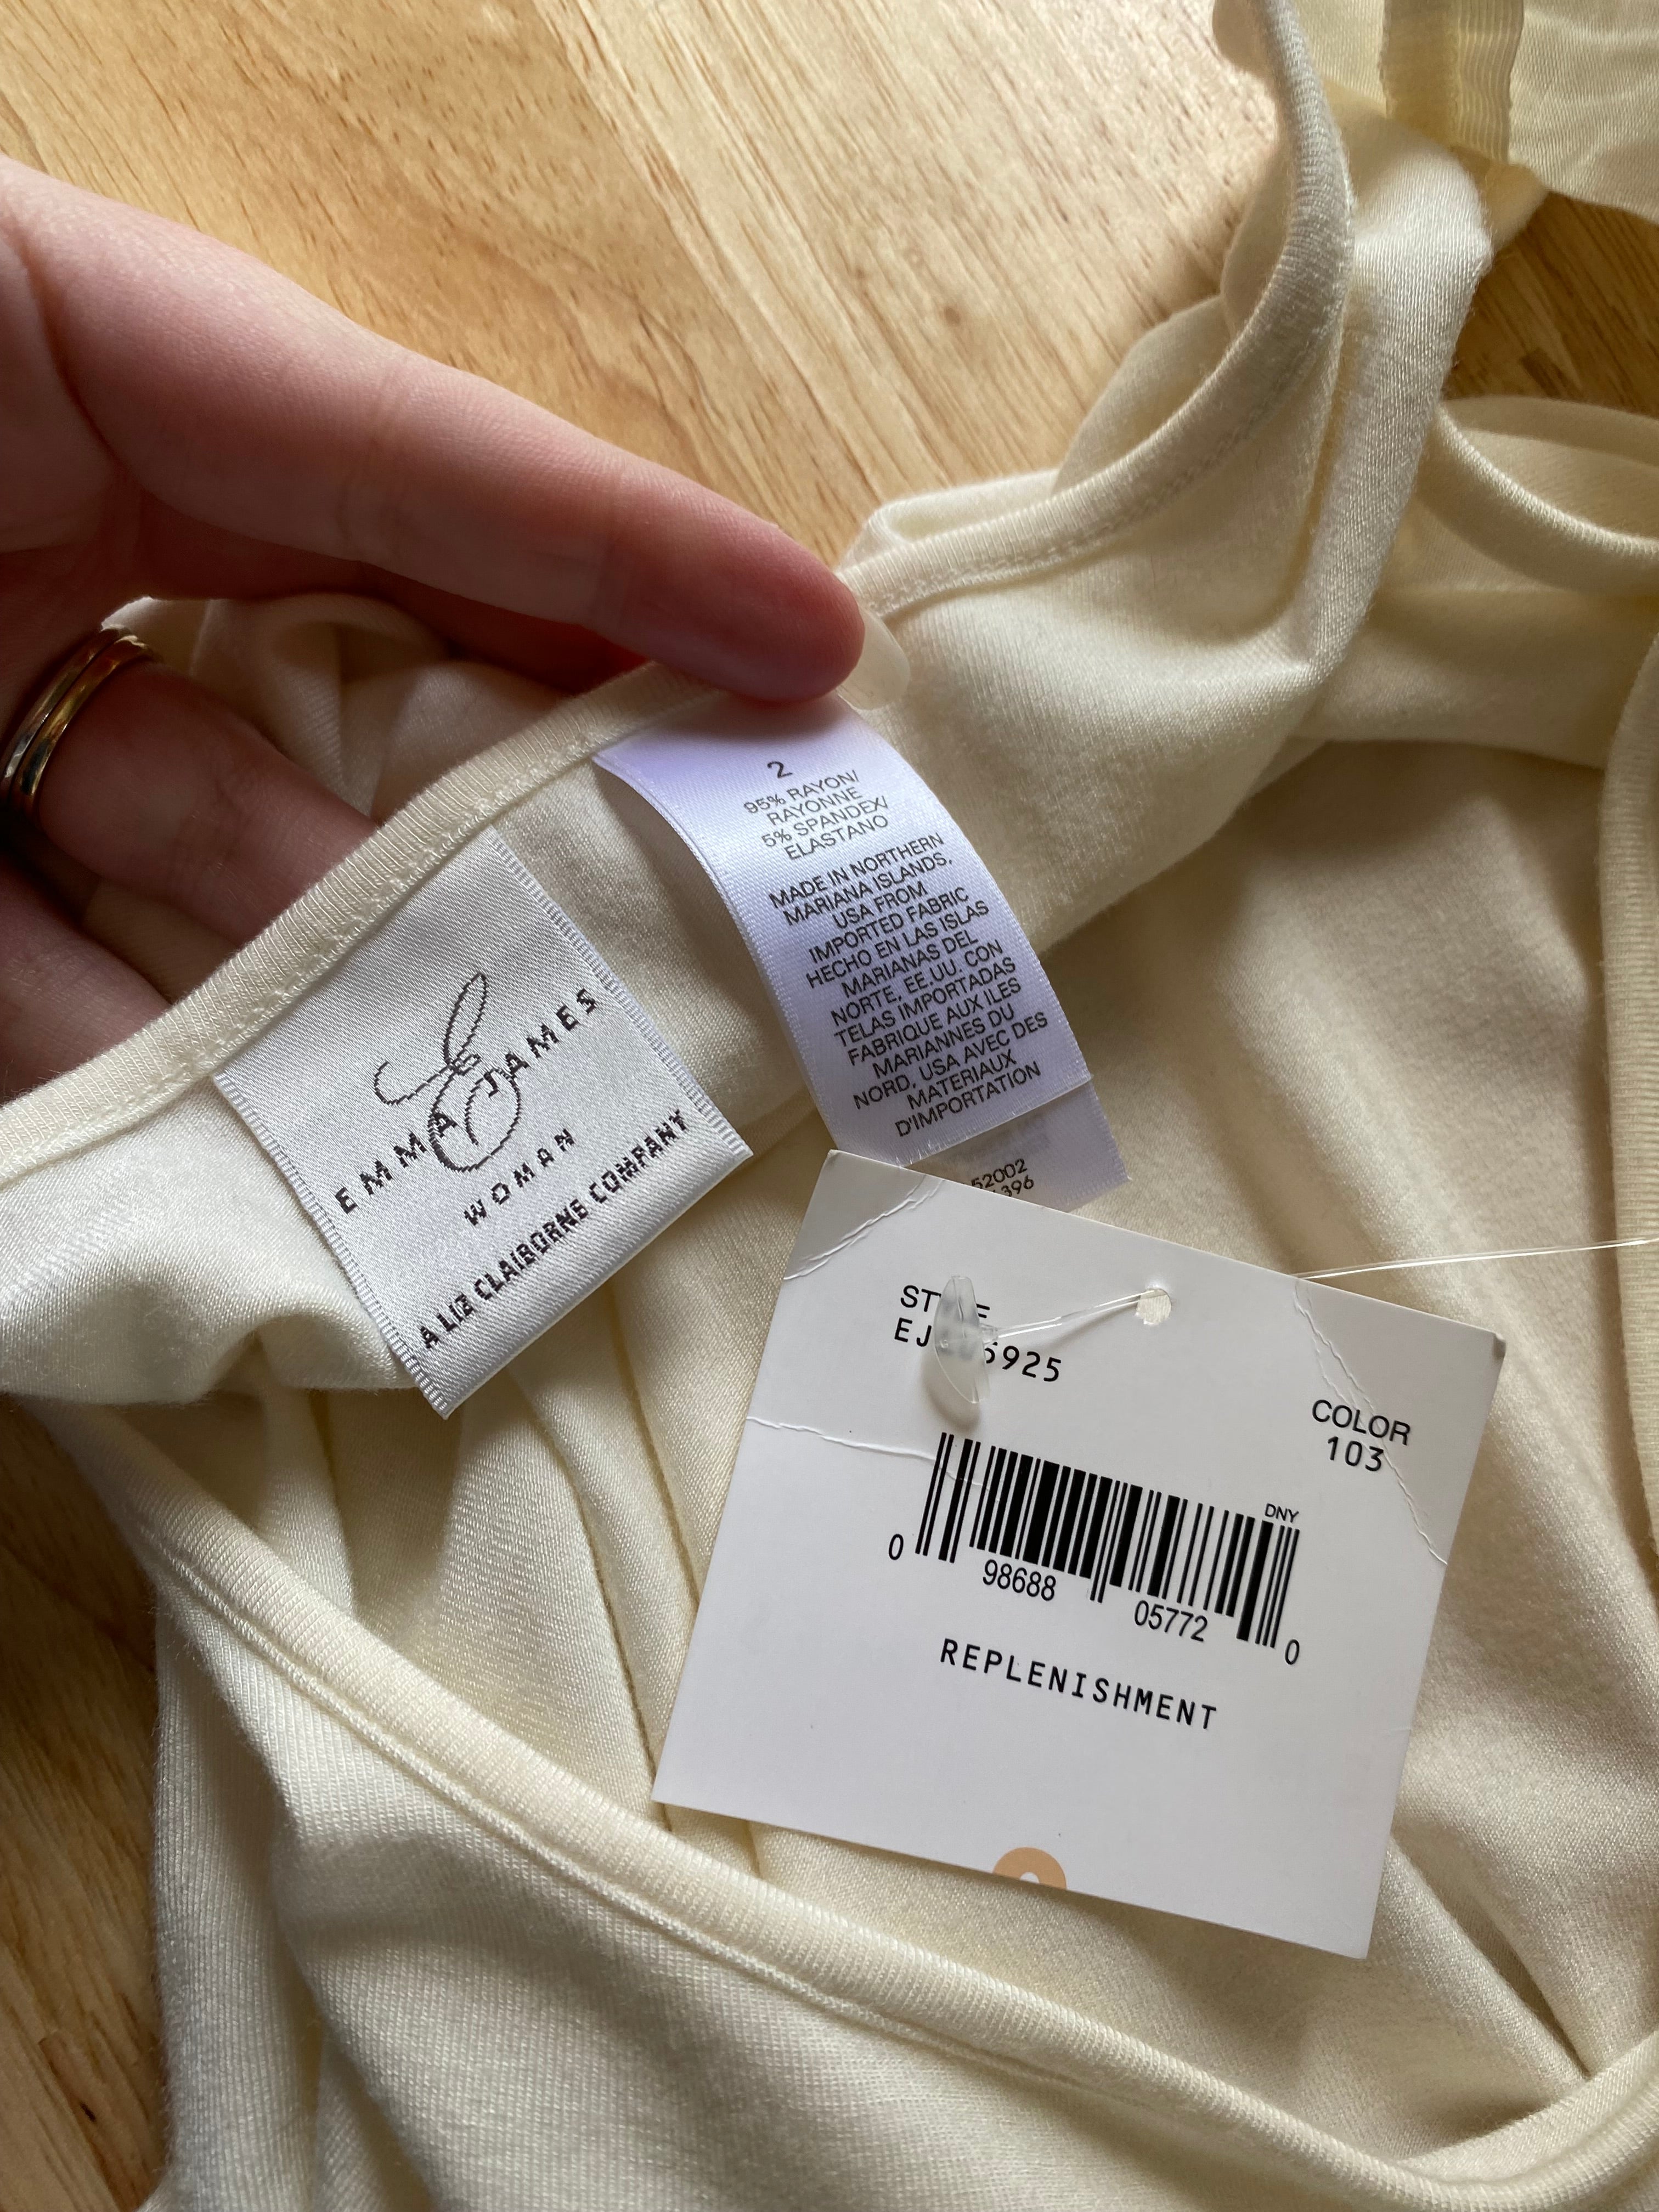 EMMA JAMES
WOMAN
A LIZ CLAIBORNE COMPANY
2
95% RAYON/
RAYONNE
5% SPANDEX/
ELASTANO
MADE IN NORTHERN
MARIANA ISLANDS,
USA FROM
IMPORTED FABRIC
HECHO EN LAS ISLAS
MARIANAS DEL
NORTE, EE.UU. CON
TELAS IMPORTADAS
FABRIQUE AUX ILES
MARIANNES DU
NORD, USA AVEC DES
MATERIAUX
D'IMPORTATION
52002
396
COLOR
103
DNY
0 98688 05772 0
REPLENISHMENT